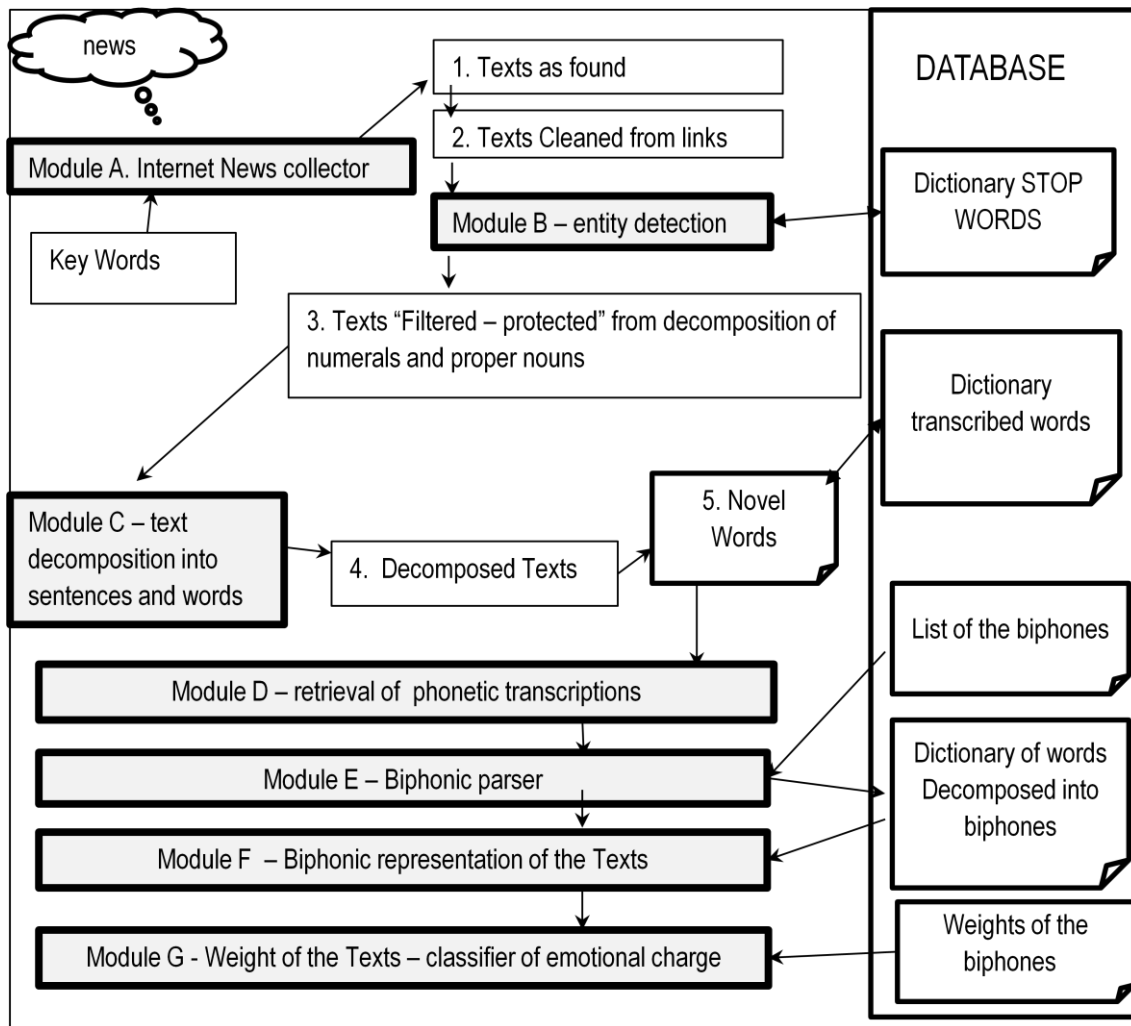 news
1. Texts as found
DATABASE
2. Texts Cleaned from links
Module A. Internet News collector
Dictionary STOP
WORDS
Module B – entity detection
Key Words
3. Texts “Filtered – protected” from decomposition of
numerals and proper nouns
Dictionary
transcribed words
5. Novel
Words
Module C – text
decomposition into
sentences and words
4. Decomposed Texts
List of the biphones
Module D – retrieval of phonetic transcriptions
Dictionary of words
Decomposed into
biphones
Module E – Biphonic parser
Module F – Biphonic representation of the Texts
Weights of the
biphones
Module G - Weight of the Texts – classifier of emotional charge